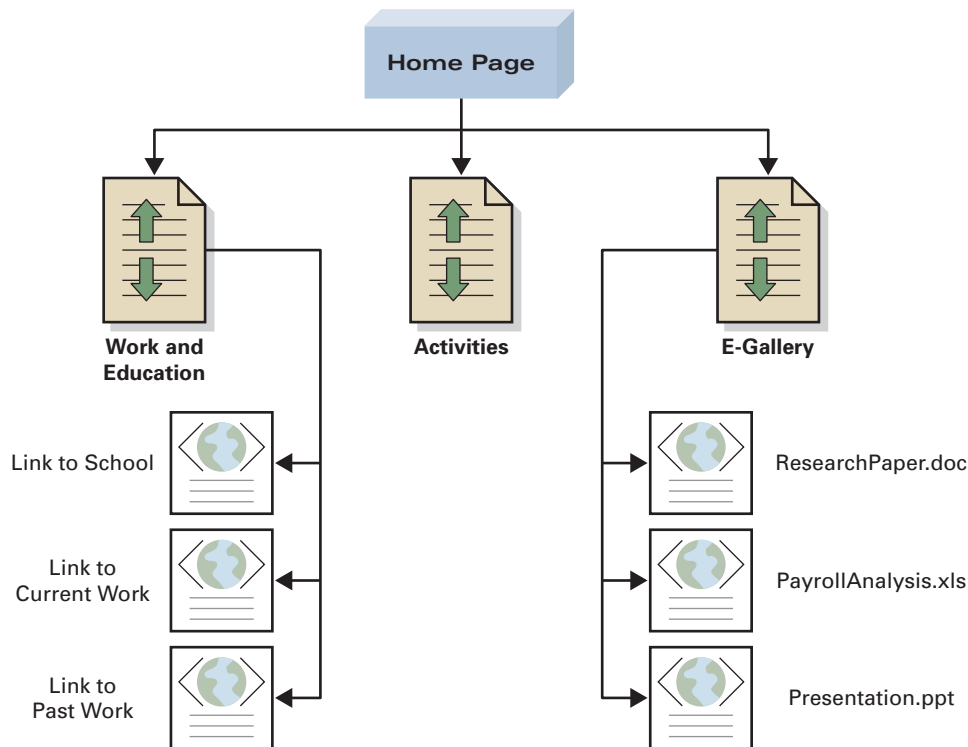 Home Page
Work and
Education
Activities
E-Gallery
Link to School
Link to
Current Work
Link to
Past Work
ResearchPaper.doc
PayrollAnalysis.xls
Presentation.ppt